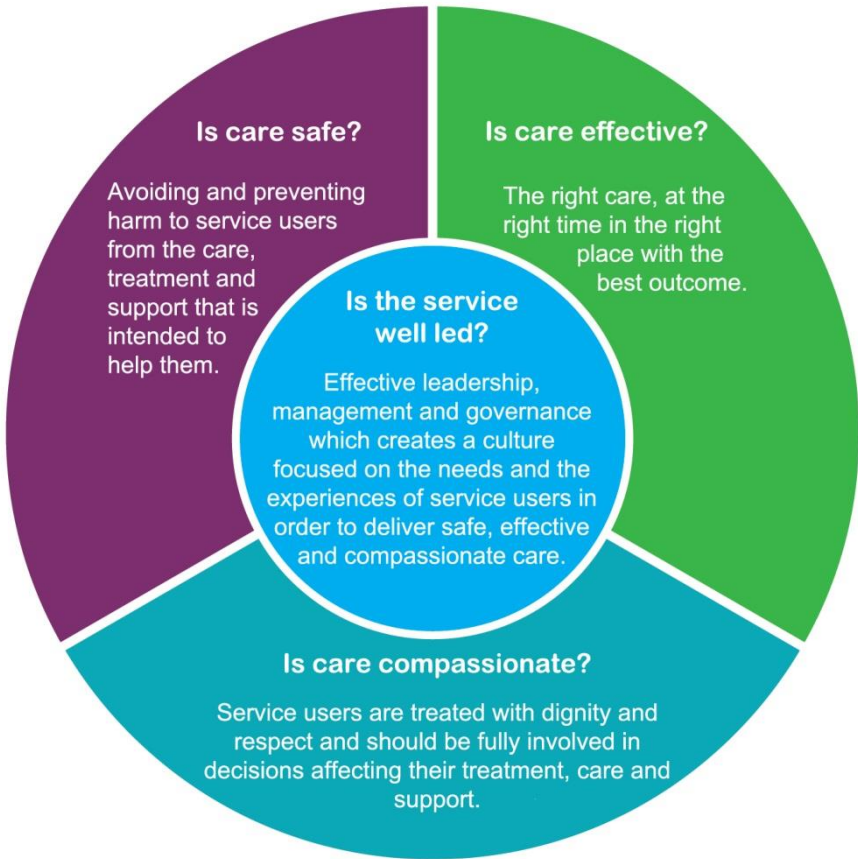 Is care safe?
Avoiding and preventing
harm to service users
from the care,
treatment and
support that is
intended to
help them.
Is care effective?
The right care, at the
right time in the right
place with the
best outcome.
Is the service
well led?
Effective leadership,
management and governance
which creates a culture
focused on the needs and the
experiences of service users in
order to deliver safe, effective
and compassionate care.
Is care compassionate?
Service users are treated with dignity and
respect and should be fully involved in
decisions affecting their treatment, care and
support.